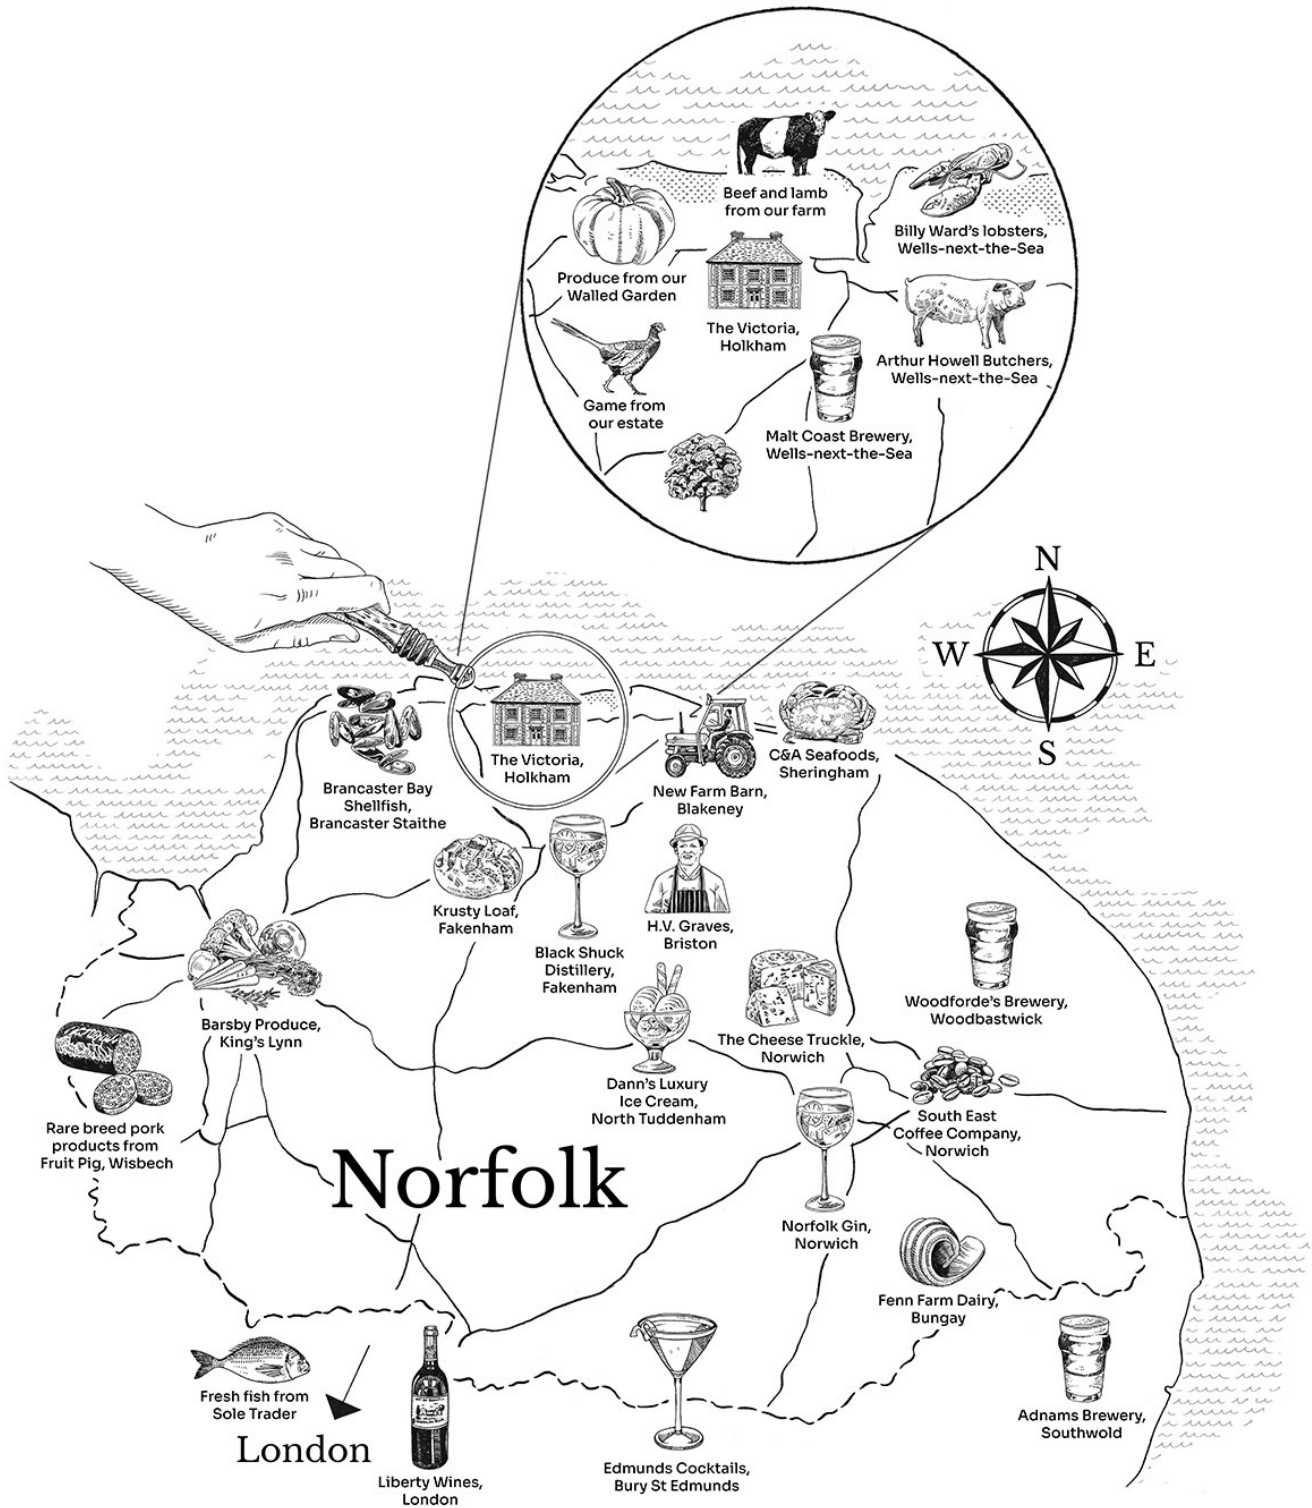 Beef and lamb
from our farm
Billy Ward's lobsters,
Wells-next-the-Sea
Produce from our
Walled Garden
The Victoria,
Holkham
Arthur Howell Butchers,
Wells-next-the-Sea
Game from
our estate
Malt Coast Brewery,
Wells-next-the-Sea
N
W
E
S
The Victoria,
Holkham
C&A Seafoods,
Sheringham
Brancaster Bay
Shellfish,
Brancaster Staithe
New Farm Barn,
Blakeney
Krusty Loaf,
Fakenham
H.V. Graves,
Briston
Black Shuck
Distillery,
Fakenham
Woodforde's Brewery,
Woodbastwick
Barsby Produce,
King's Lynn
The Cheese Truckle,
Norwich
Dann's Luxury
Ice Cream,
North Tuddenham
South East
Coffee Company,
Norwich
Rare breed pork
products from
Fruit Pig, Wisbech
Norfolk
Norfolk Gin,
Norwich
Fenn Farm Dairy,
Bungay
Fresh fish from
Sole Trader
London
Liberty Wines,
London
Edmunds Cocktails,
Bury St Edmunds
Adnams Brewery,
Southwold